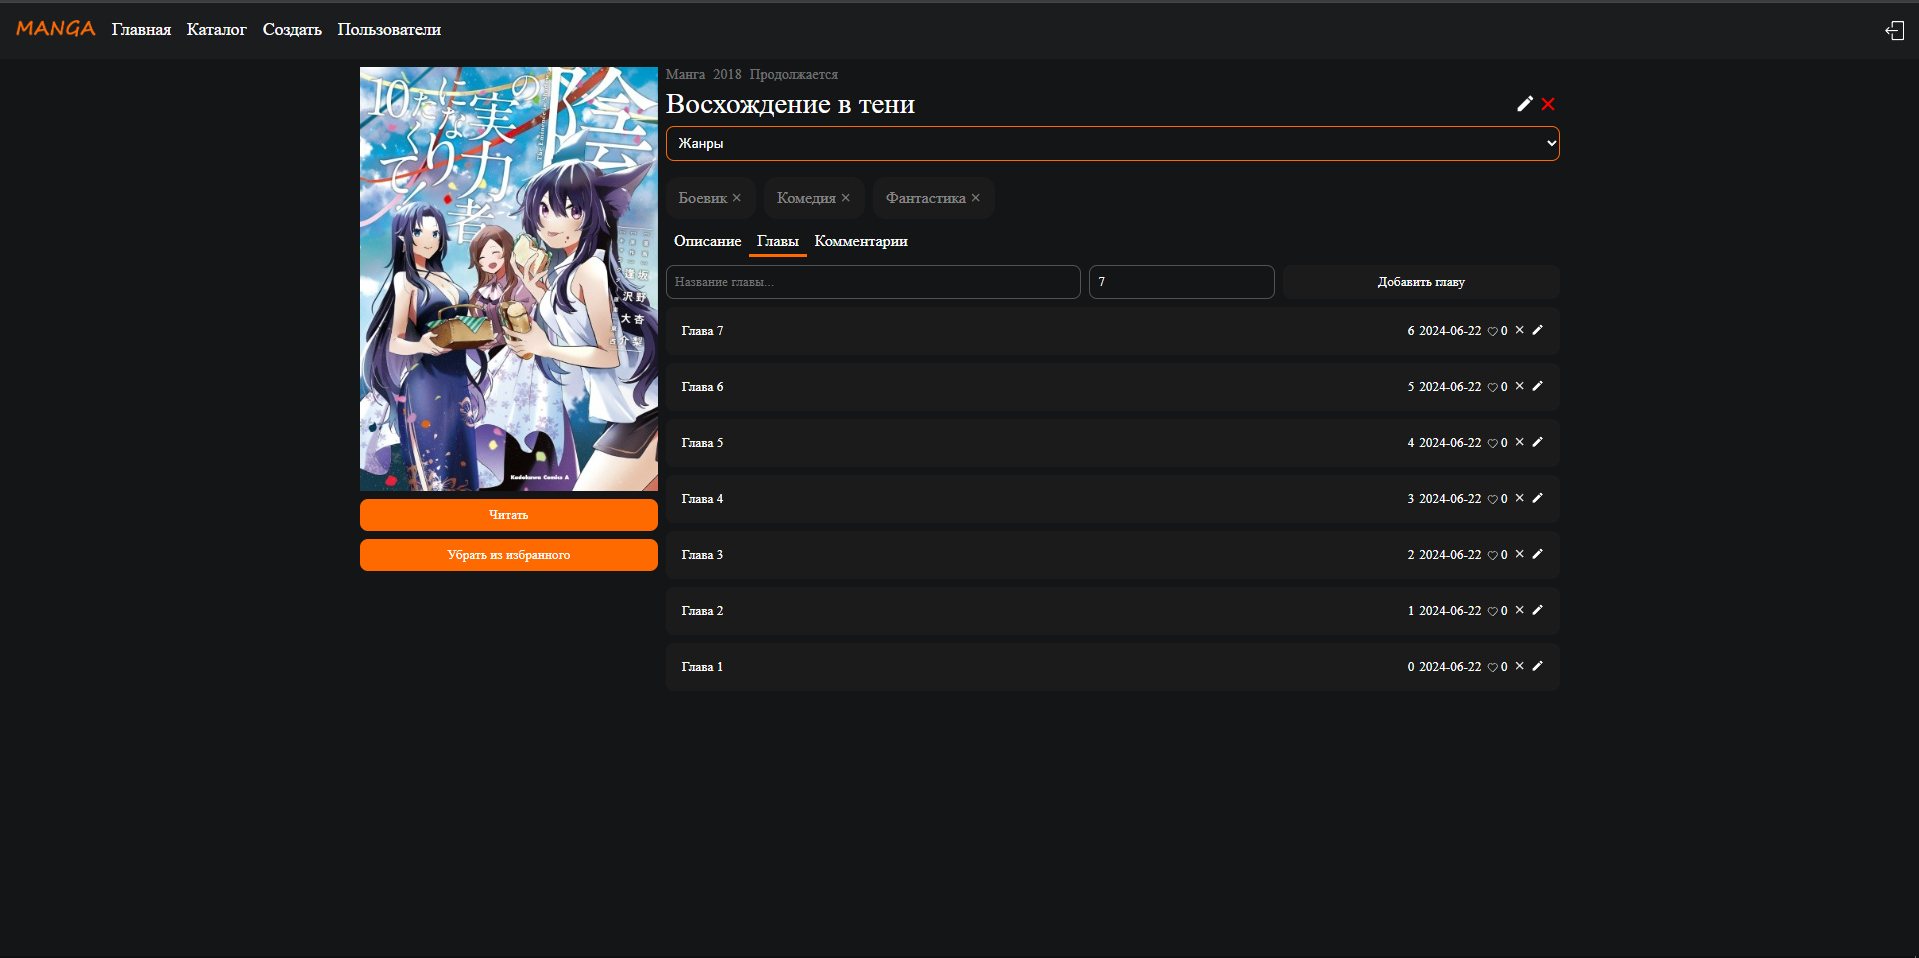 MANGA Главная Каталог Создать Пользователи
陰の実力者になりたくて!
10
The Eminence in Shadow
逢坂
沢野
大杏
介梨
Kadokawa Comics A
Читать
Убрать из избранного
Манга 2018 Продолжается
Восхождение в тени
Жанры
Боевик × Комедия × Фантастика ×
Описание Главы Комментарии
Название главы... 7 Добавить главу
Глава 7 6 2024-06-22 0
Глава 6 5 2024-06-22 0
Глава 5 4 2024-06-22 0
Глава 4 3 2024-06-22 0
Глава 3 2 2024-06-22 0
Глава 2 1 2024-06-22 0
Глава 1 0 2024-06-22 0